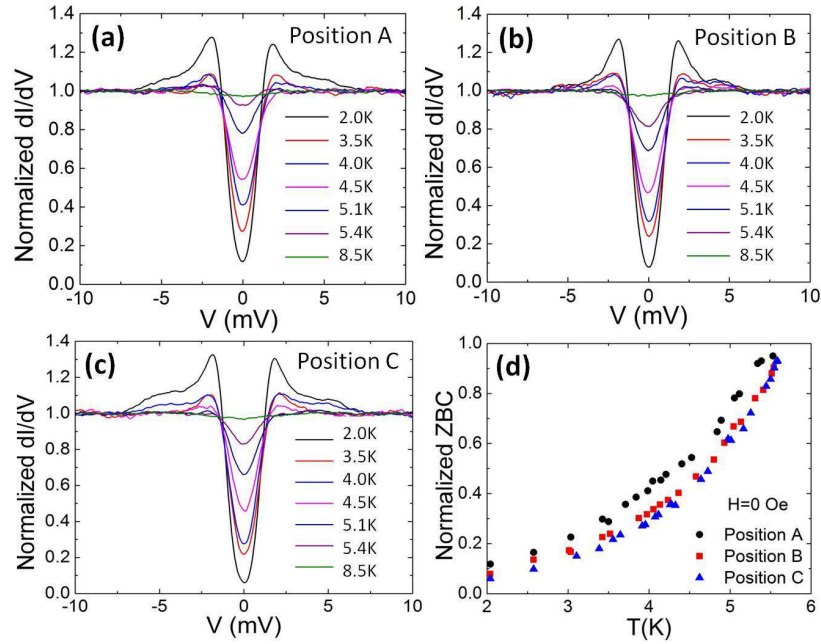 (a)
Position A
Normalized dI/dV
1.4
1.2
1.0
0.8
0.6
0.4
0.2
0.0
2.0K
3.5K
4.0K
4.5K
5.1K
5.4K
8.5K
-10 -5 0 5 10
V (mV)
(b)
Position B
Normalized dI/dV
1.4
1.2
1.0
0.8
0.6
0.4
0.2
0.0
2.0K
3.5K
4.0K
4.5K
5.1K
5.4K
8.5K
-10 -5 0 5 10
V (mV)
(c)
Position C
Normalized dI/dV
1.4
1.2
1.0
0.8
0.6
0.4
0.2
0.0
2.0K
3.5K
4.0K
4.5K
5.1K
5.4K
8.5K
-10 -5 0 5 10
V (mV)
(d)
Normalized ZBC
1.0
0.8
0.6
0.4
0.2
0.0
H=0 Oe
Position A
Position B
Position C
2 3 4 5 6
T(K)